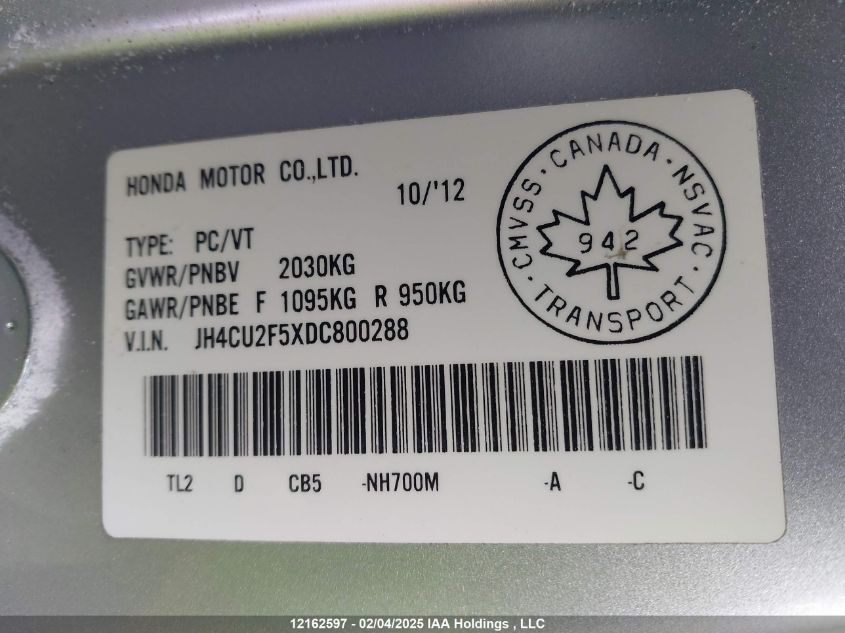 HONDA MOTOR CO.,LTD.
10/'12
TYPE: PC/VT
GVWR/PNBV 2030KG
GAWR/PNBE F 1095KG R 950KG
V.I.N. JH4CU2F5XDC800288
CMVSS · CANADA · NSVAC · TRANSPORT ·
942
TL2 D CB5 -NH700M -A -C
12162597 - 02/04/2025 IAA Holdings , LLC